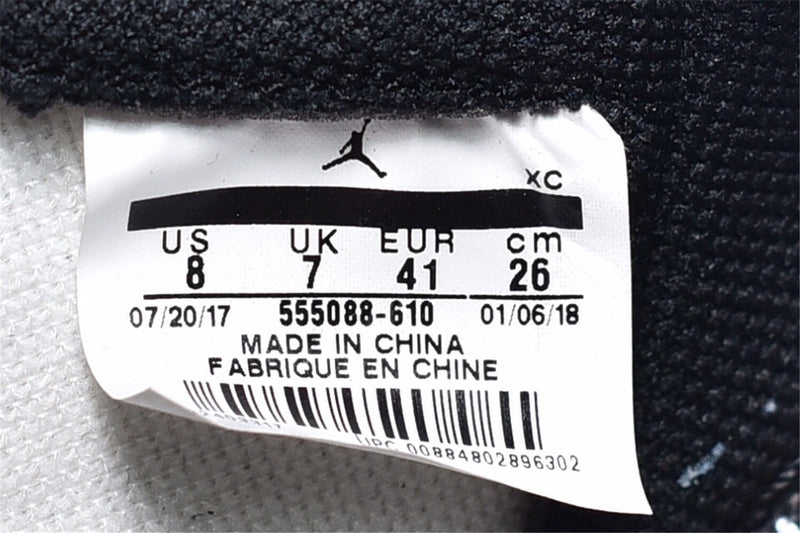 XC
US UK EUR cm
8 7 41 26
07/20/17 555088-610 01/06/18
MADE IN CHINA
FABRIQUE EN CHINE
UPC 00884802896302